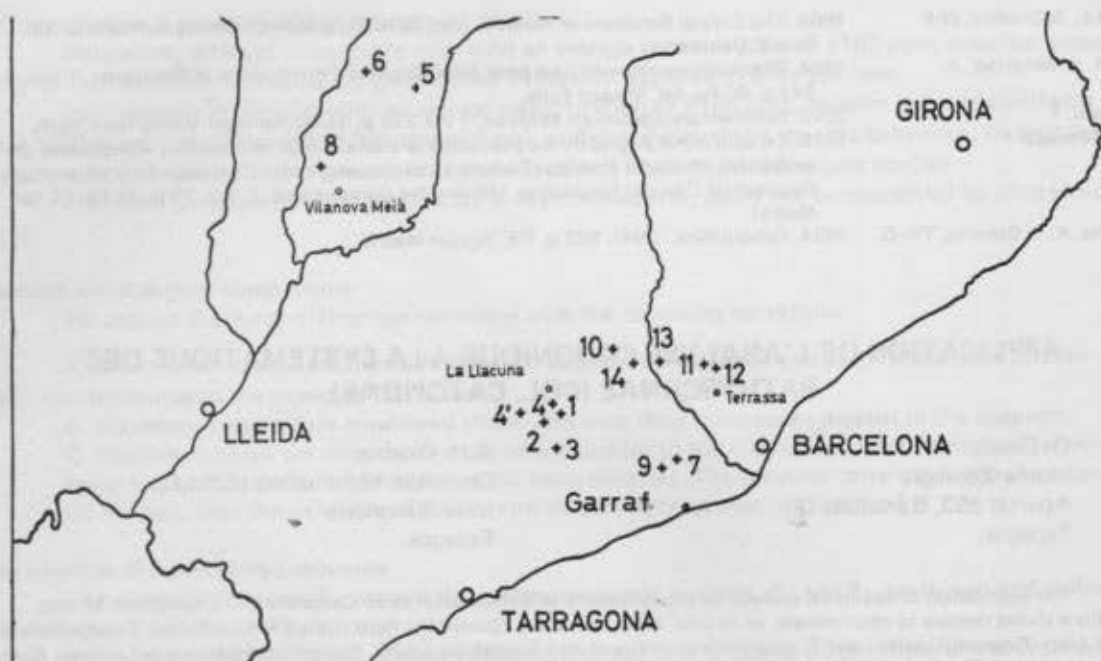 6
5
GIRONA
8
Vilanova Meià
10
13
14
11
12
La Llacuna
Terrassa
LLEIDA
4'
4
1
2
3
BARCELONA
9
7
Garraf
TARRAGONA